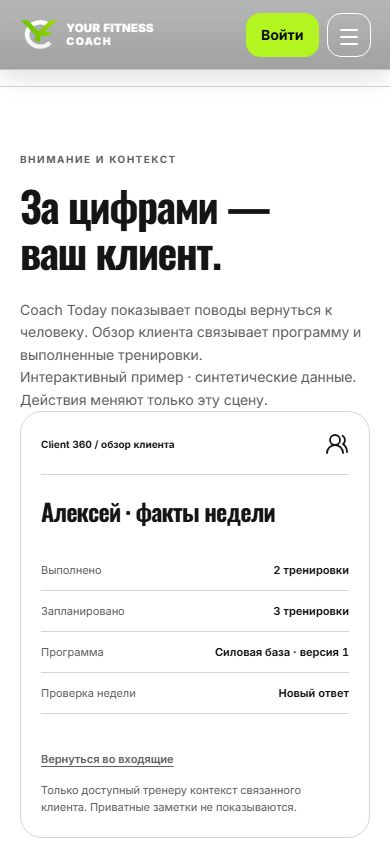 YOUR FITNESS
COACH
Войти
ВНИМАНИЕ И КОНТЕКСТ
За цифрами —
ваш клиент.
Coach Today показывает поводы вернуться к
человеку. Обзор клиента связывает программу и
выполненные тренировки.
Интерактивный пример · синтетические данные.
Действия меняют только эту сцену.
Client 360 / обзор клиента
Алексей · факты недели
Выполнено 2 тренировки
Запланировано 3 тренировки
Программа Силовая база · версия 1
Проверка недели Новый ответ
Вернуться во входящие
Только доступный тренеру контекст связанного
клиента. Приватные заметки не показываются.